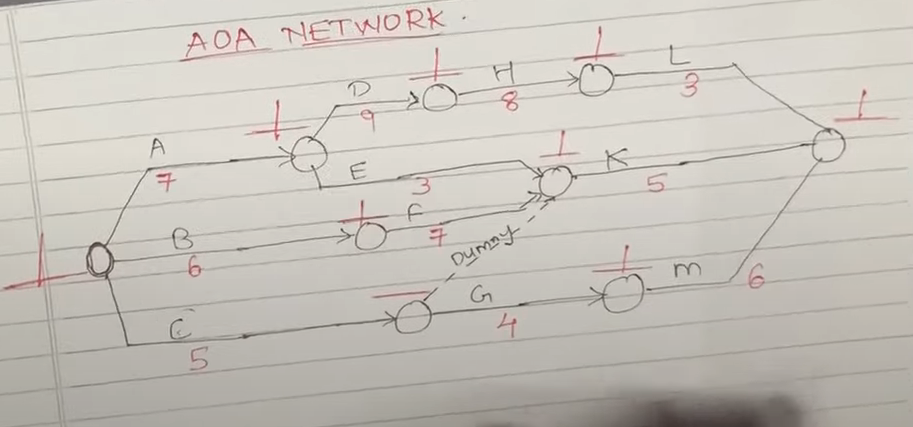 AOA NETWORK.
D H L
9 8 3
A
7
E K
3 5
B F
6 7
Dummy
G m
4 6
C
5